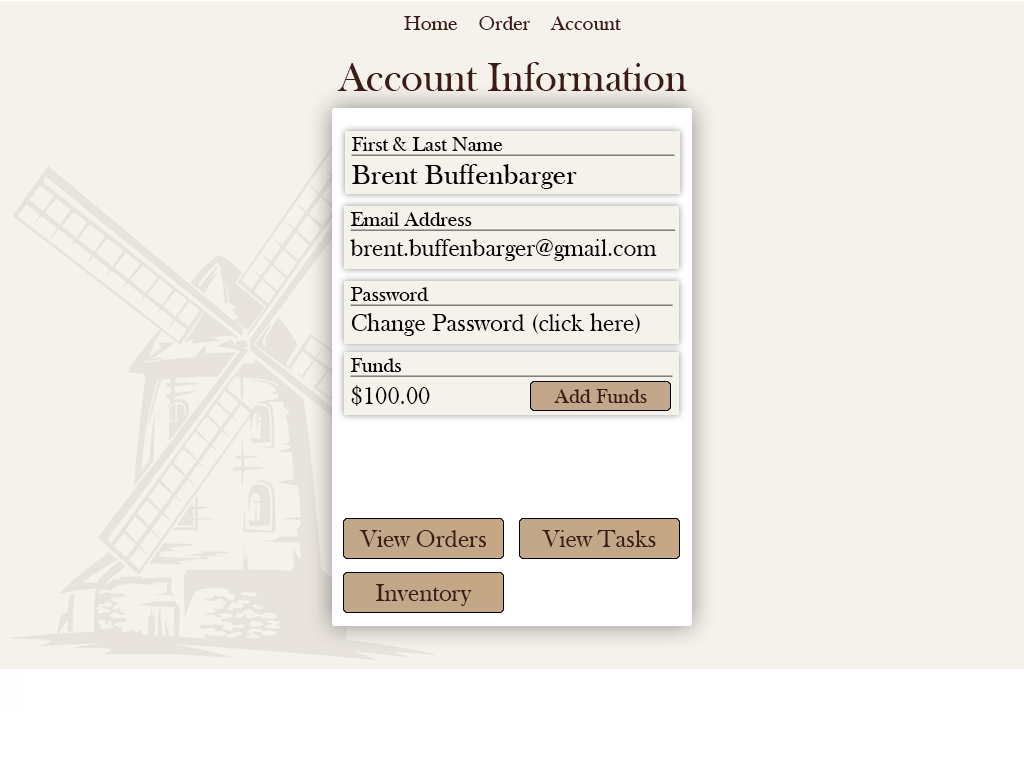 Home Order Account
Account Information
First & Last Name
Brent Buffenbarger
Email Address
brent.buffenbarger@gmail.com
Password
Change Password (click here)
Funds
$100.00 Add Funds
View Orders View Tasks
Inventory